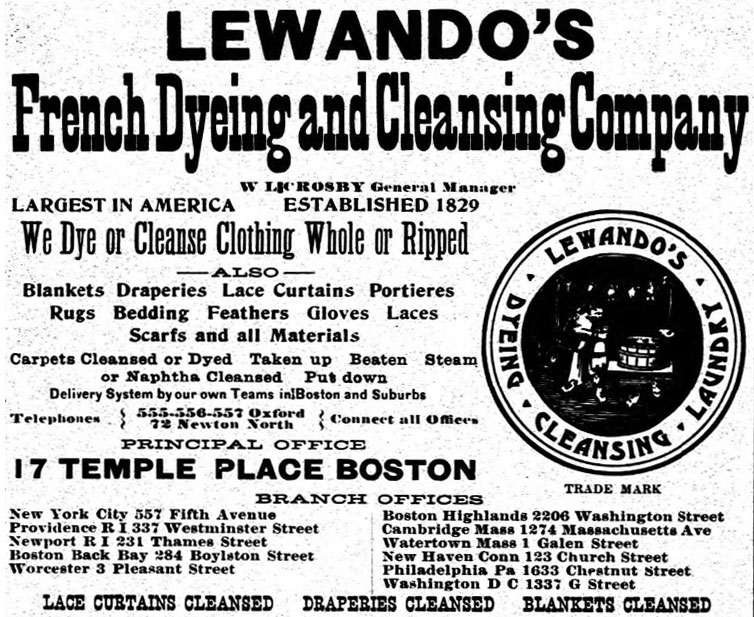 LEWANDO'S
French Dyeing and Cleansing Company
W L CROSBY General Manager
LARGEST IN AMERICA ESTABLISHED 1829
We Dye or Cleanse Clothing Whole or Ripped
—ALSO—
Blankets Draperies Lace Curtains Portieres
Rugs Bedding Feathers Gloves Laces
Scarfs and all Materials
Carpets Cleansed or Dyed Taken up Beaten Steam
or Naphtha Cleansed Put down
Delivery System by our own Teams in Boston and Suburbs
Telephones { 555-556-557 Oxford { Connect all Offices
72 Newton North
PRINCIPAL OFFICE
17 TEMPLE PLACE BOSTON
LEWANDO'S
DYEING CLEANSING LAUNDRY
TRADE MARK
BRANCH OFFICES
New York City 557 Fifth Avenue
Providence R I 337 Westminster Street
Newport R I 231 Thames Street
Boston Back Bay 284 Boylston Street
Worcester 3 Pleasant Street
Boston Highlands 2206 Washington Street
Cambridge Mass 1274 Massachusetts Ave
Watertown Mass 1 Galen Street
New Haven Conn 123 Church Street
Philadelphia Pa 1633 Chestnut Street
Washington D C 1337 G Street
LACE CURTAINS CLEANSED DRAPERIES CLEANSED BLANKETS CLEANSED